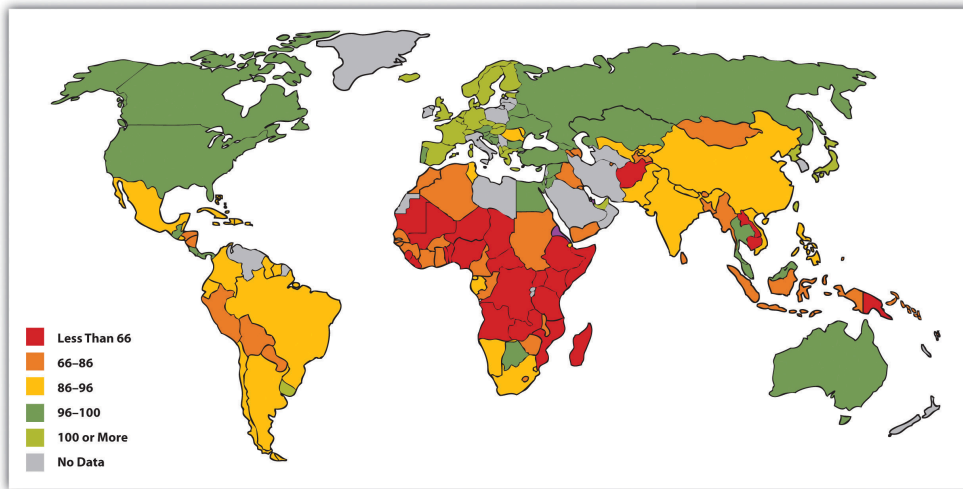 Less Than 66
66–86
86–96
96–100
100 or More
No Data